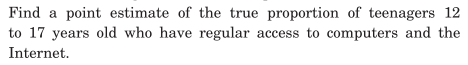 Find a point estimate of the true proportion of teenagers 12
to 17 years old who have regular access to computers and the
Internet.